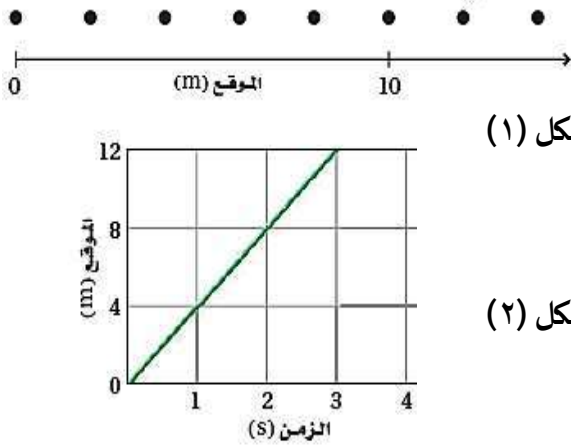 0 الموقع (m) 10
كل (١)
12
8
4
0
الموقع (m)
1 2 3 4
الزمن (s)
كل (٢)